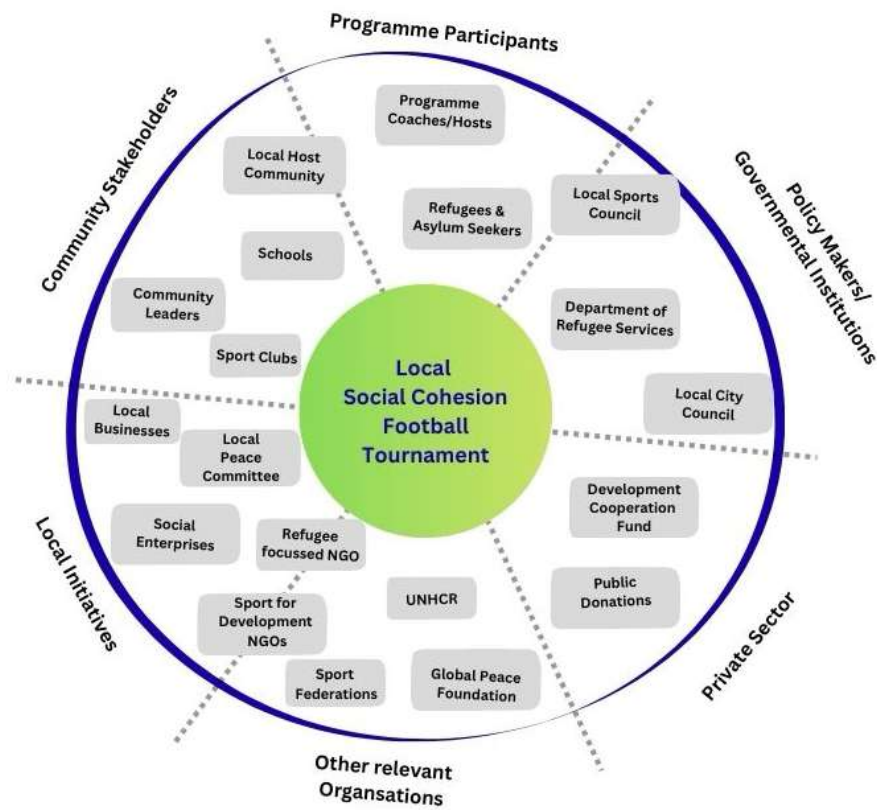 Programme Participants
Community Stakeholders
Policy Makers/
Governmental Institutions
Programme
Coaches/Hosts
Local Host
Community
Refugees &
Asylum Seekers
Local Sports
Council
Schools
Community
Leaders
Department of
Refugee Services
Sport Clubs
Local
Social Cohesion
Football
Tournament
Local City
Council
Local
Businesses
Local
Peace
Committee
Development
Cooperation
Fund
Social
Enterprises
Refugee
focussed NGO
Public
Donations
UNHCR
Sport for
Development
NGOs
Sport
Federations
Global Peace
Foundation
Local Initiatives
Private Sector
Other relevant
Organsations